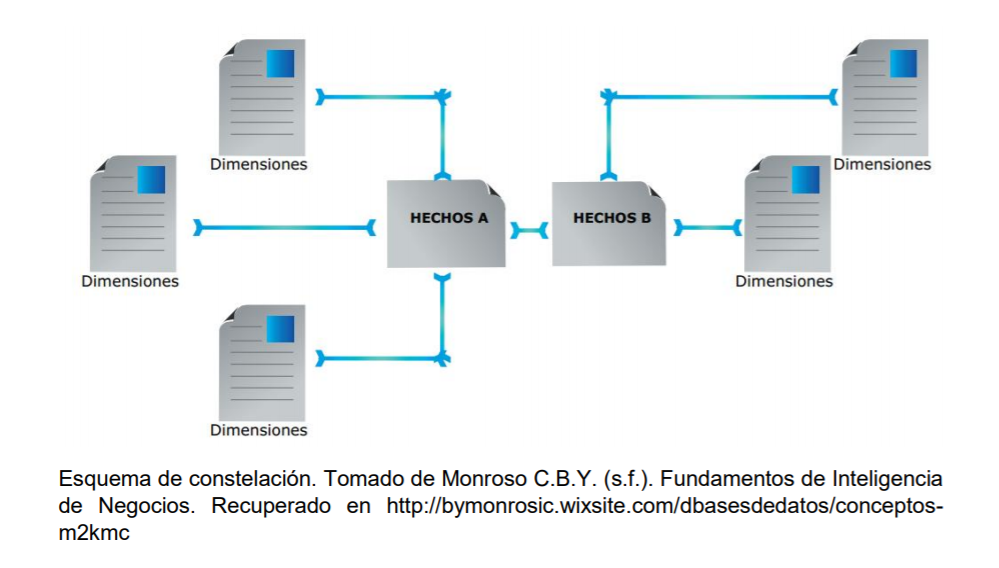 Dimensiones
Dimensiones
HECHOS A
HECHOS B
Dimensiones
Dimensiones
Dimensiones
Esquema de constelación. Tomado de Monroso C.B.Y. (s.f.). Fundamentos de Inteligencia
de Negocios. Recuperado en http://bymonrosic.wixsite.com/dbasesdedatos/conceptos-
m2kmc